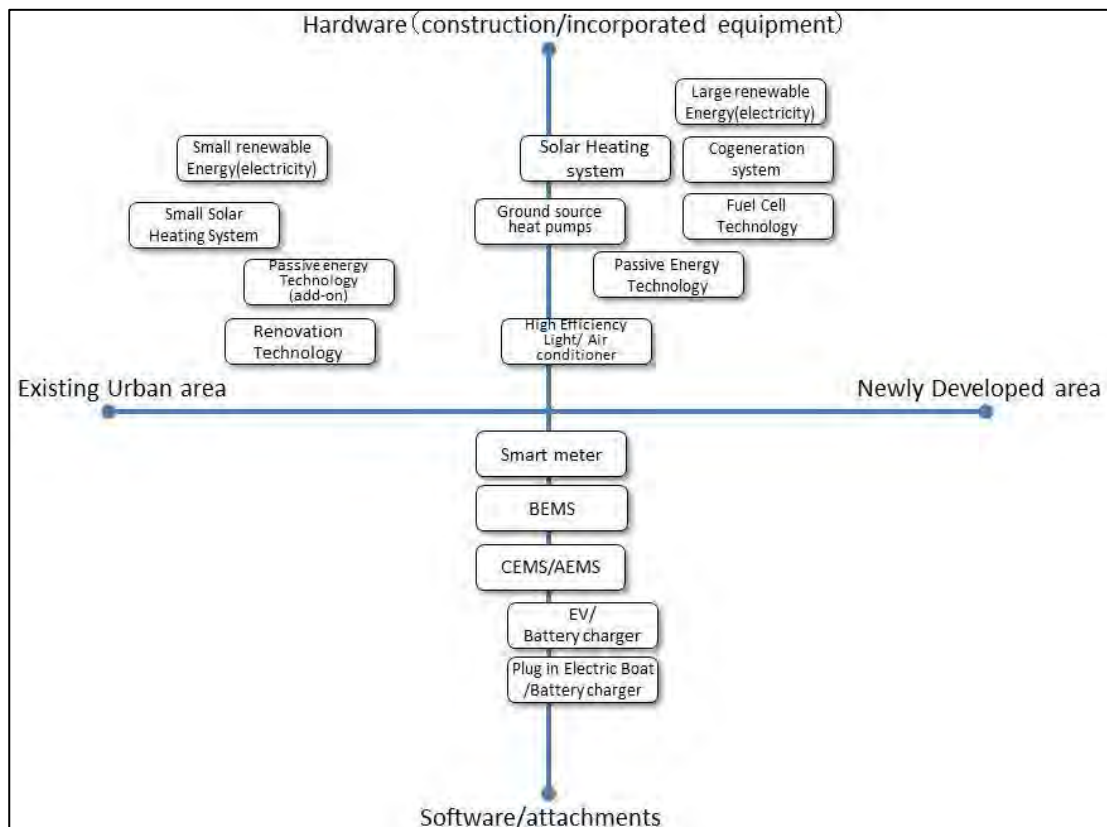 Hardware（construction/incorporated equipment）
Large renewable
Energy(electricity)
Small renewable
Energy(electricity)
Solar Heating
system
Cogeneration
system
Small Solar
Heating System
Ground source
heat pumps
Fuel Cell
Technology
Passive energy
Technology
(add-on)
Passive Energy
Technology
Renovation
Technology
High Efficiency
Light/ Air
conditioner
Existing Urban area
Newly Developed area
Smart meter
BEMS
CEMS/AEMS
EV/
Battery charger
Plug in Electric Boat
/Battery charger
Software/attachments